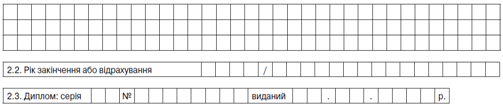 2.2. Рік закінчення або відрахування /
2.3. Диплом: серія № виданий . . р.